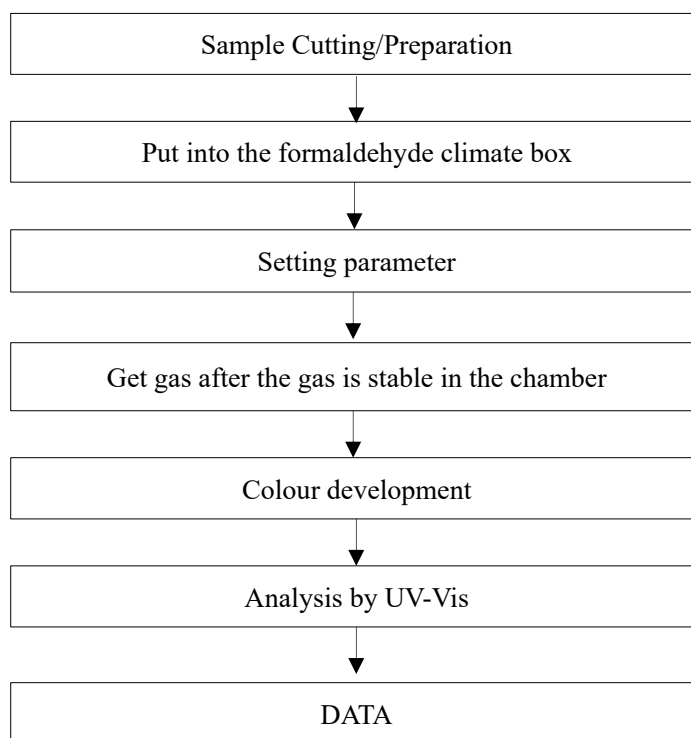 Sample Cutting/Preparation
Put into the formaldehyde climate box
Setting parameter
Get gas after the gas is stable in the chamber
Colour development
Analysis by UV-Vis
DATA